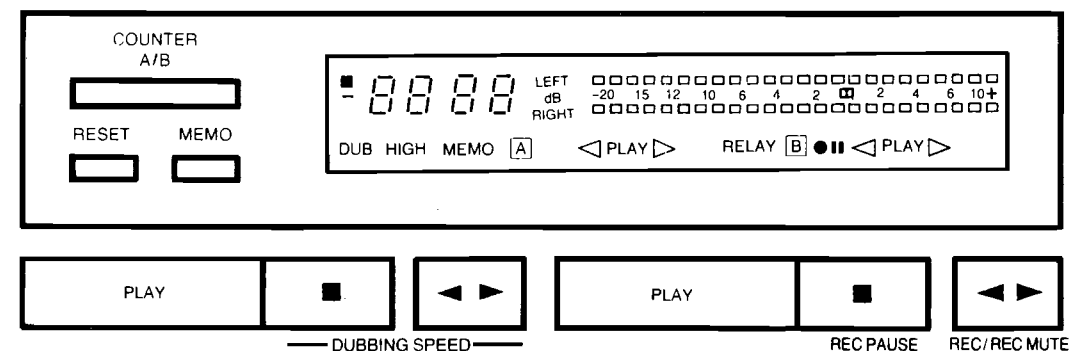 COUNTER
A/B
RESET MEMO
8888
LEFT
dB
RIGHT
-20 15 12 10 6 4 2 0 2 4 6 10+
DUB HIGH MEMO A ◁ PLAY ▷ RELAY B ●❚❚ ◁ PLAY ▷
PLAY ■ ◀ ▶ PLAY ■ ◀ ▶
DUBBING SPEED REC PAUSE REC/REC MUTE